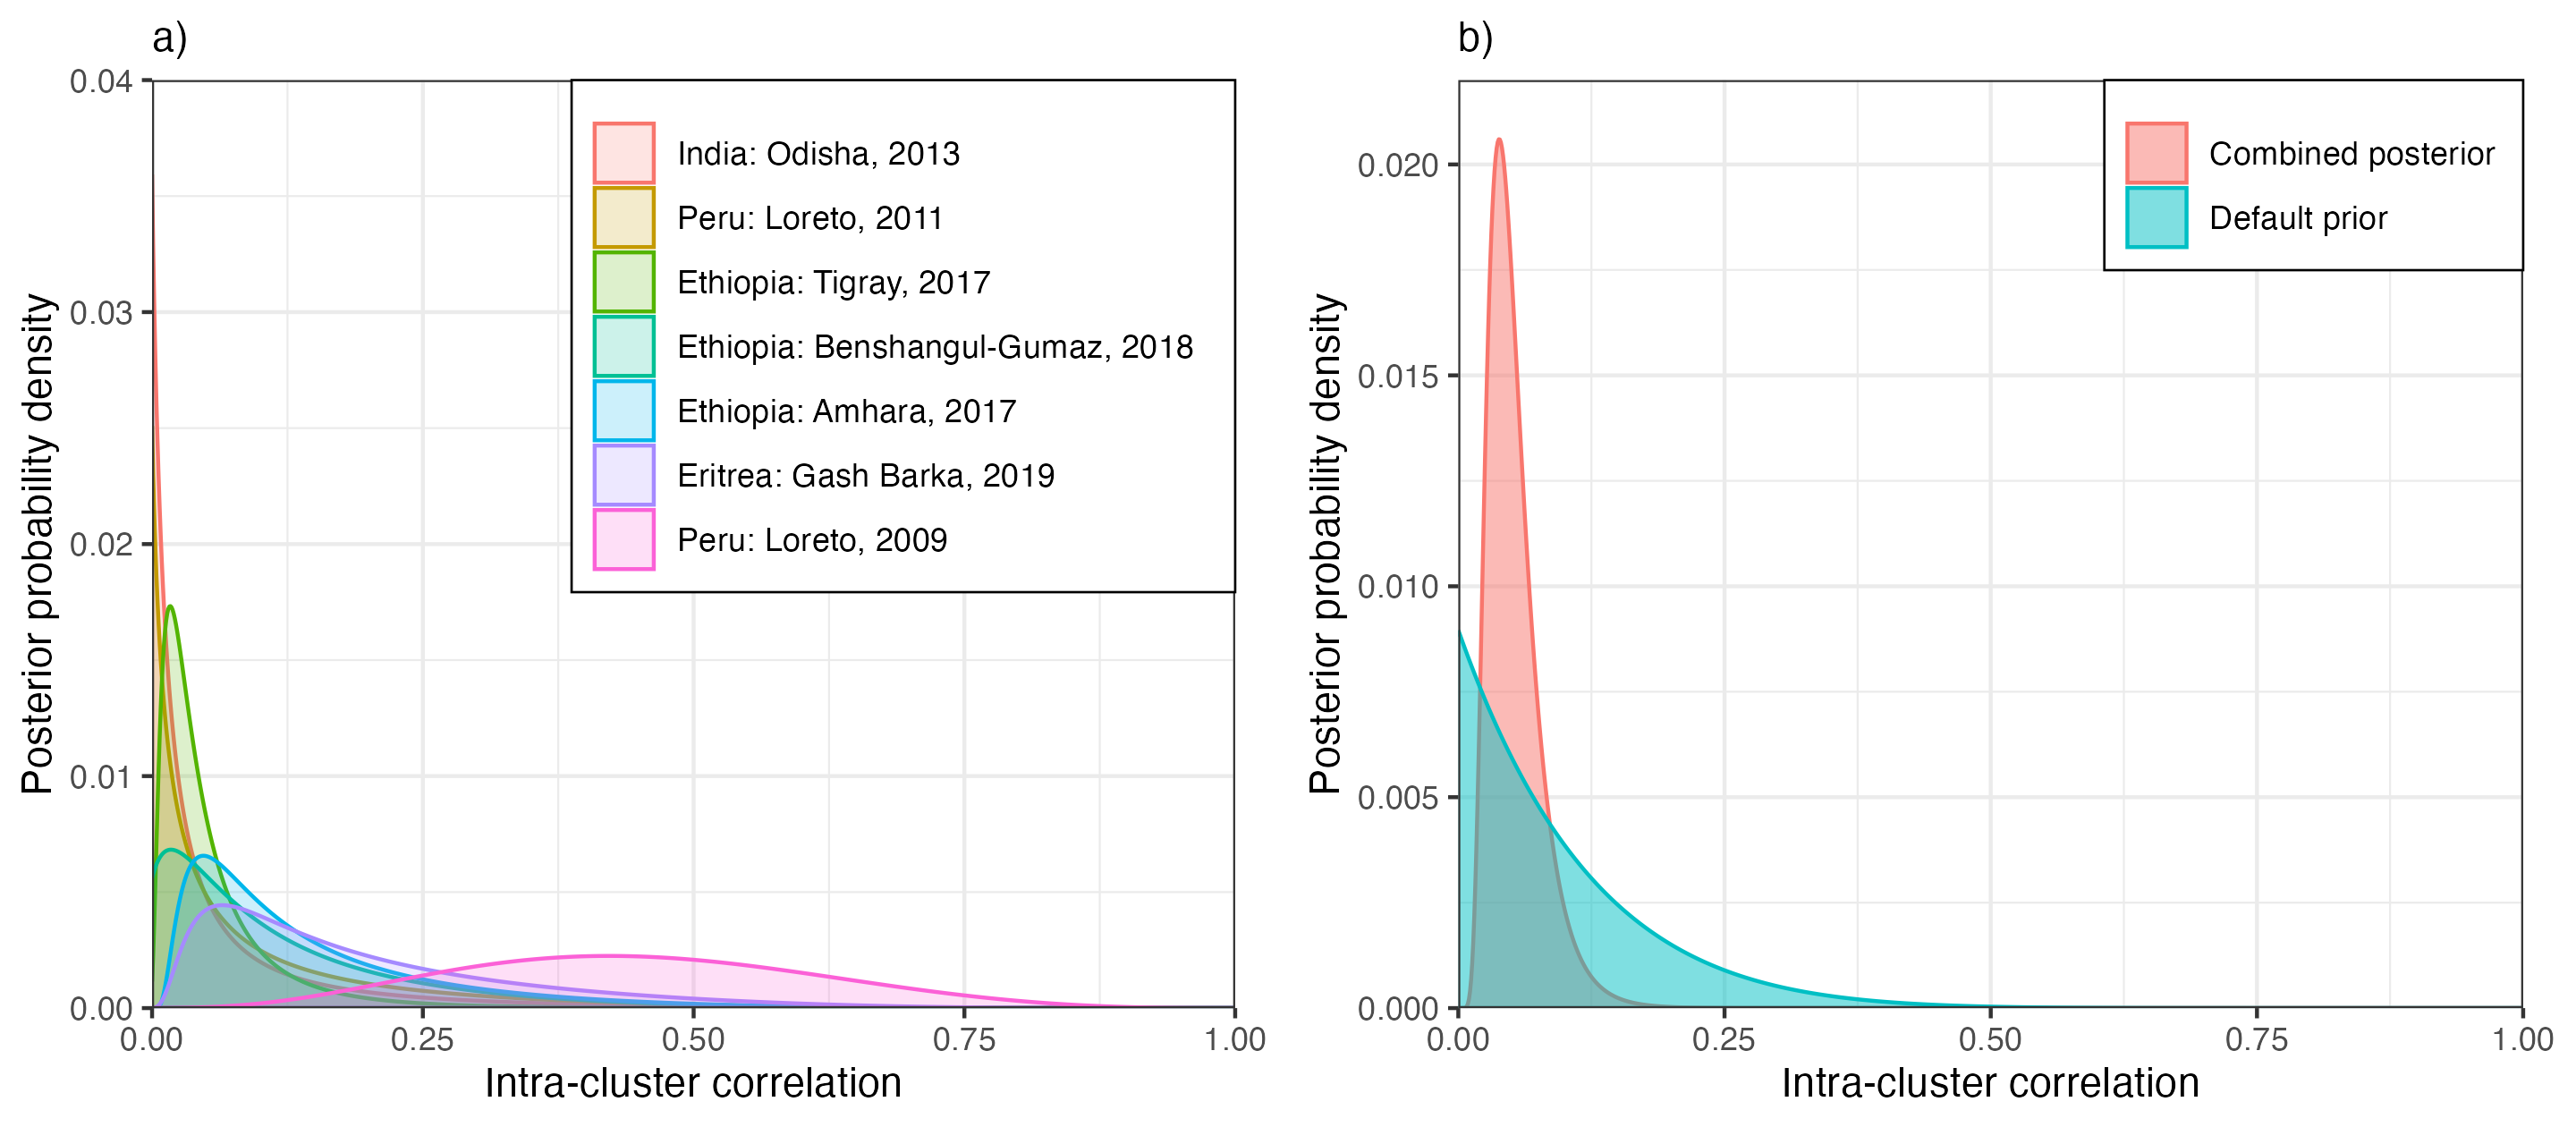 a)
Posterior probability density
0.04
0.03
0.02
0.01
0.00
India: Odisha, 2013
Peru: Loreto, 2011
Ethiopia: Tigray, 2017
Ethiopia: Benshangul-Gumaz, 2018
Ethiopia: Amhara, 2017
Eritrea: Gash Barka, 2019
Peru: Loreto, 2009
0.00 0.25 0.50 0.75 1.00
Intra-cluster correlation
b)
Posterior probability density
0.020
0.015
0.010
0.005
0.000
Combined posterior
Default prior
0.00 0.25 0.50 0.75 1.00
Intra-cluster correlation